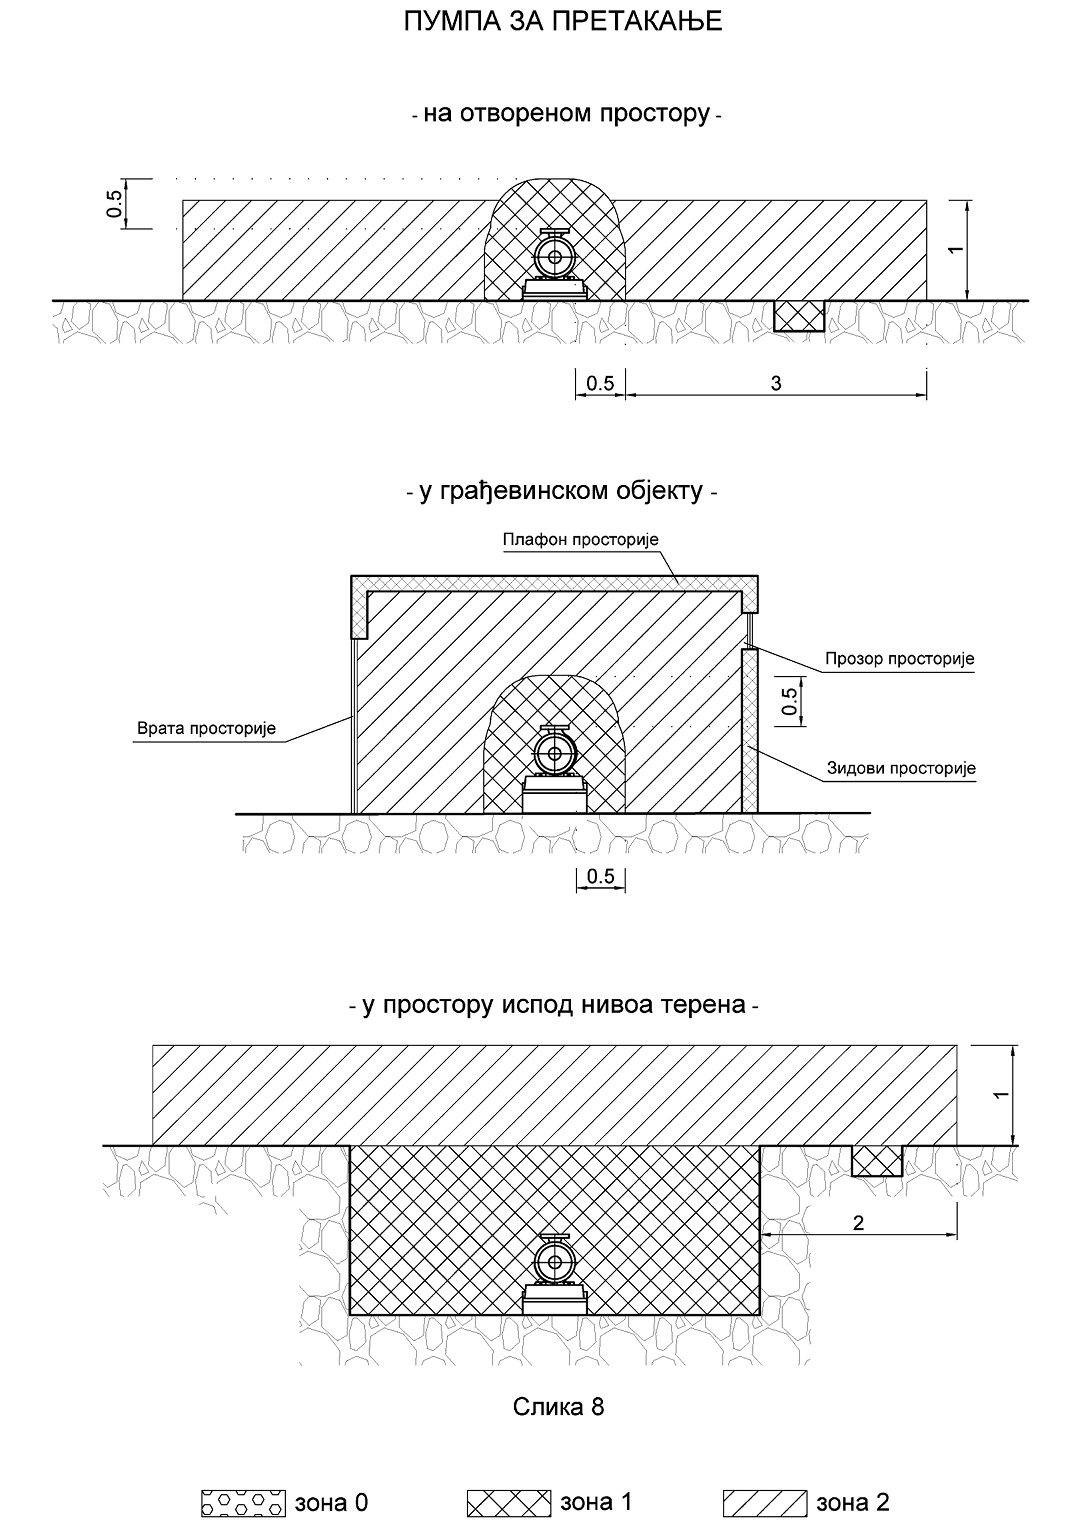 ПУМПА ЗА ПРЕТАКАЊЕ
- на отвореном простору -
0.5
1
0.5
3
- у грађевинском објекту -
Плафон просторије
Прозор просторије
0.5
Врата просторије
Зидови просторије
0.5
- у простору испод нивоа терена -
1
2
Слика 8
зона 0
зона 1
зона 2